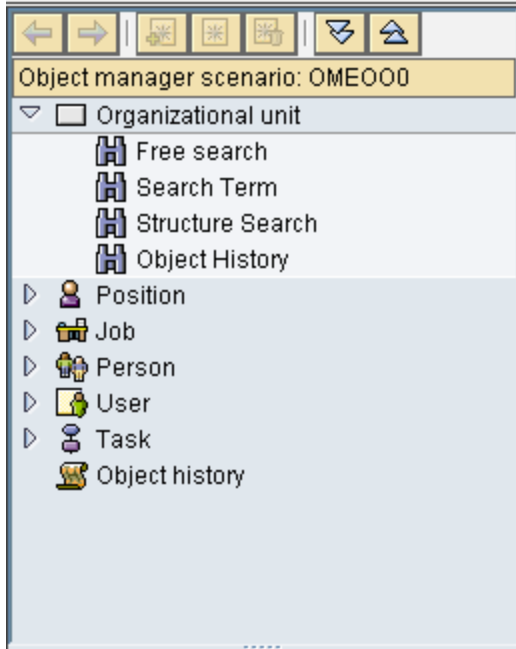 Object manager scenario: OMEOO0
Organizational unit
Free search
Search Term
Structure Search
Object History
Position
Job
Person
User
Task
Object history